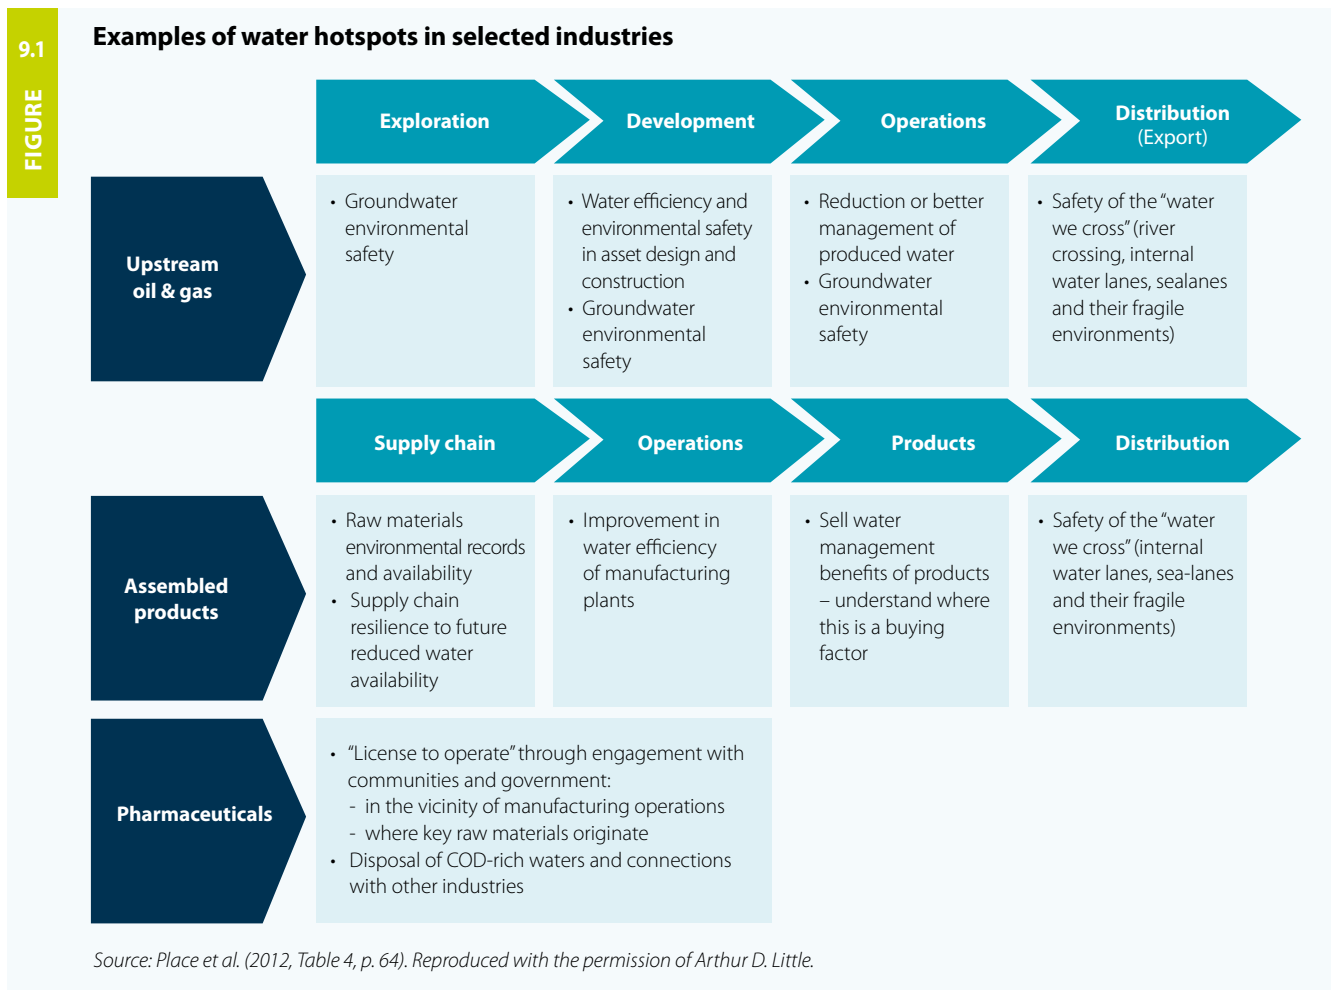 9.1
FIGURE
Examples of water hotspots in selected industries
Exploration
Development
Operations
Distribution
(Export)
Upstream
oil & gas
• Groundwater
environmental
safety
• Water efficiency and
environmental safety
in asset design and
construction
• Groundwater
environmental
safety
• Reduction or better
management of
produced water
• Groundwater
environmental
safety
• Safety of the “water
we cross” (river
crossing, internal
water lanes, sealanes
and their fragile
environments)
Supply chain
Operations
Products
Distribution
Assembled
products
• Raw materials
environmental records
and availability
• Supply chain
resilience to future
reduced water
availability
• Improvement in
water efficiency
of manufacturing
plants
• Sell water
management
benefits of products
– understand where
this is a buying
factor
• Safety of the “water
we cross” (internal
water lanes, sea-lanes
and their fragile
environments)
Pharmaceuticals
• “License to operate” through engagement with
communities and government:
- in the vicinity of manufacturing operations
- where key raw materials originate
• Disposal of COD-rich waters and connections
with other industries
Source: Place et al. (2012, Table 4, p. 64). Reproduced with the permission of Arthur D. Little.